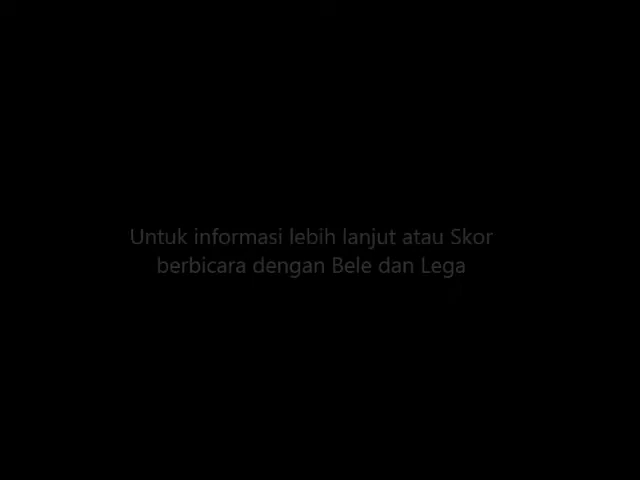 Untuk informasi lebih lanjut atau Skor
berbicara dengan Bele dan Lega